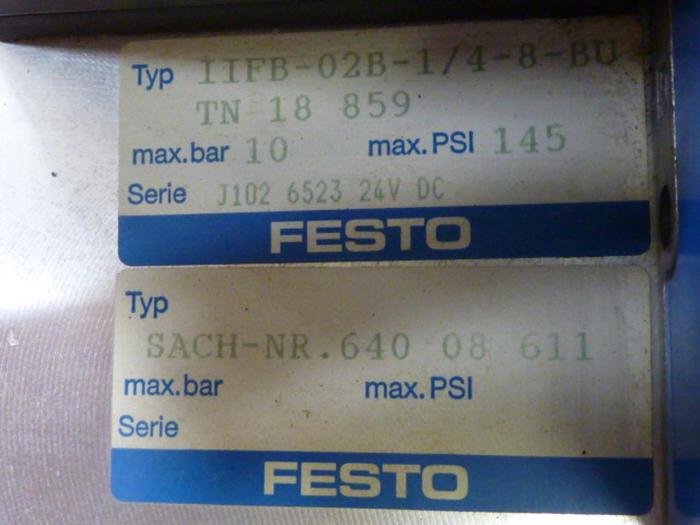 Typ IIFB-02B-1/4-8-BU
TN 18 859
max.bar 10 max.PSI 145
Serie J102 6523 24V DC
FESTO
Typ
SACH-NR.640 08 611
max.bar max.PSI
Serie
FESTO